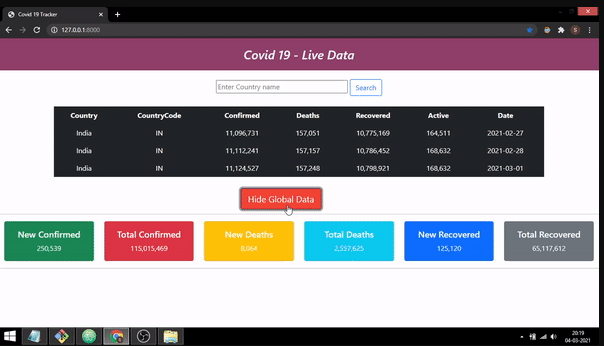 Covid 19 Tracker
127.0.0.1:8000
Covid 19 - Live Data
Enter Country name Search
Country CountryCode Confirmed Deaths Recovered Active Date
India IN 11,096,731 157,051 10,775,169 164,511 2021-02-27
India IN 11,112,241 157,157 10,786,452 168,632 2021-02-28
India IN 11,124,527 157,248 10,798,921 168,632 2021-03-01
Hide Global Data
New Confirmed Total Confirmed New Deaths Total Deaths New Recovered Total Recovered
250,539 115,015,469 8,064 2,557,625 125,120 65,117,612
20:19
04-03-2021